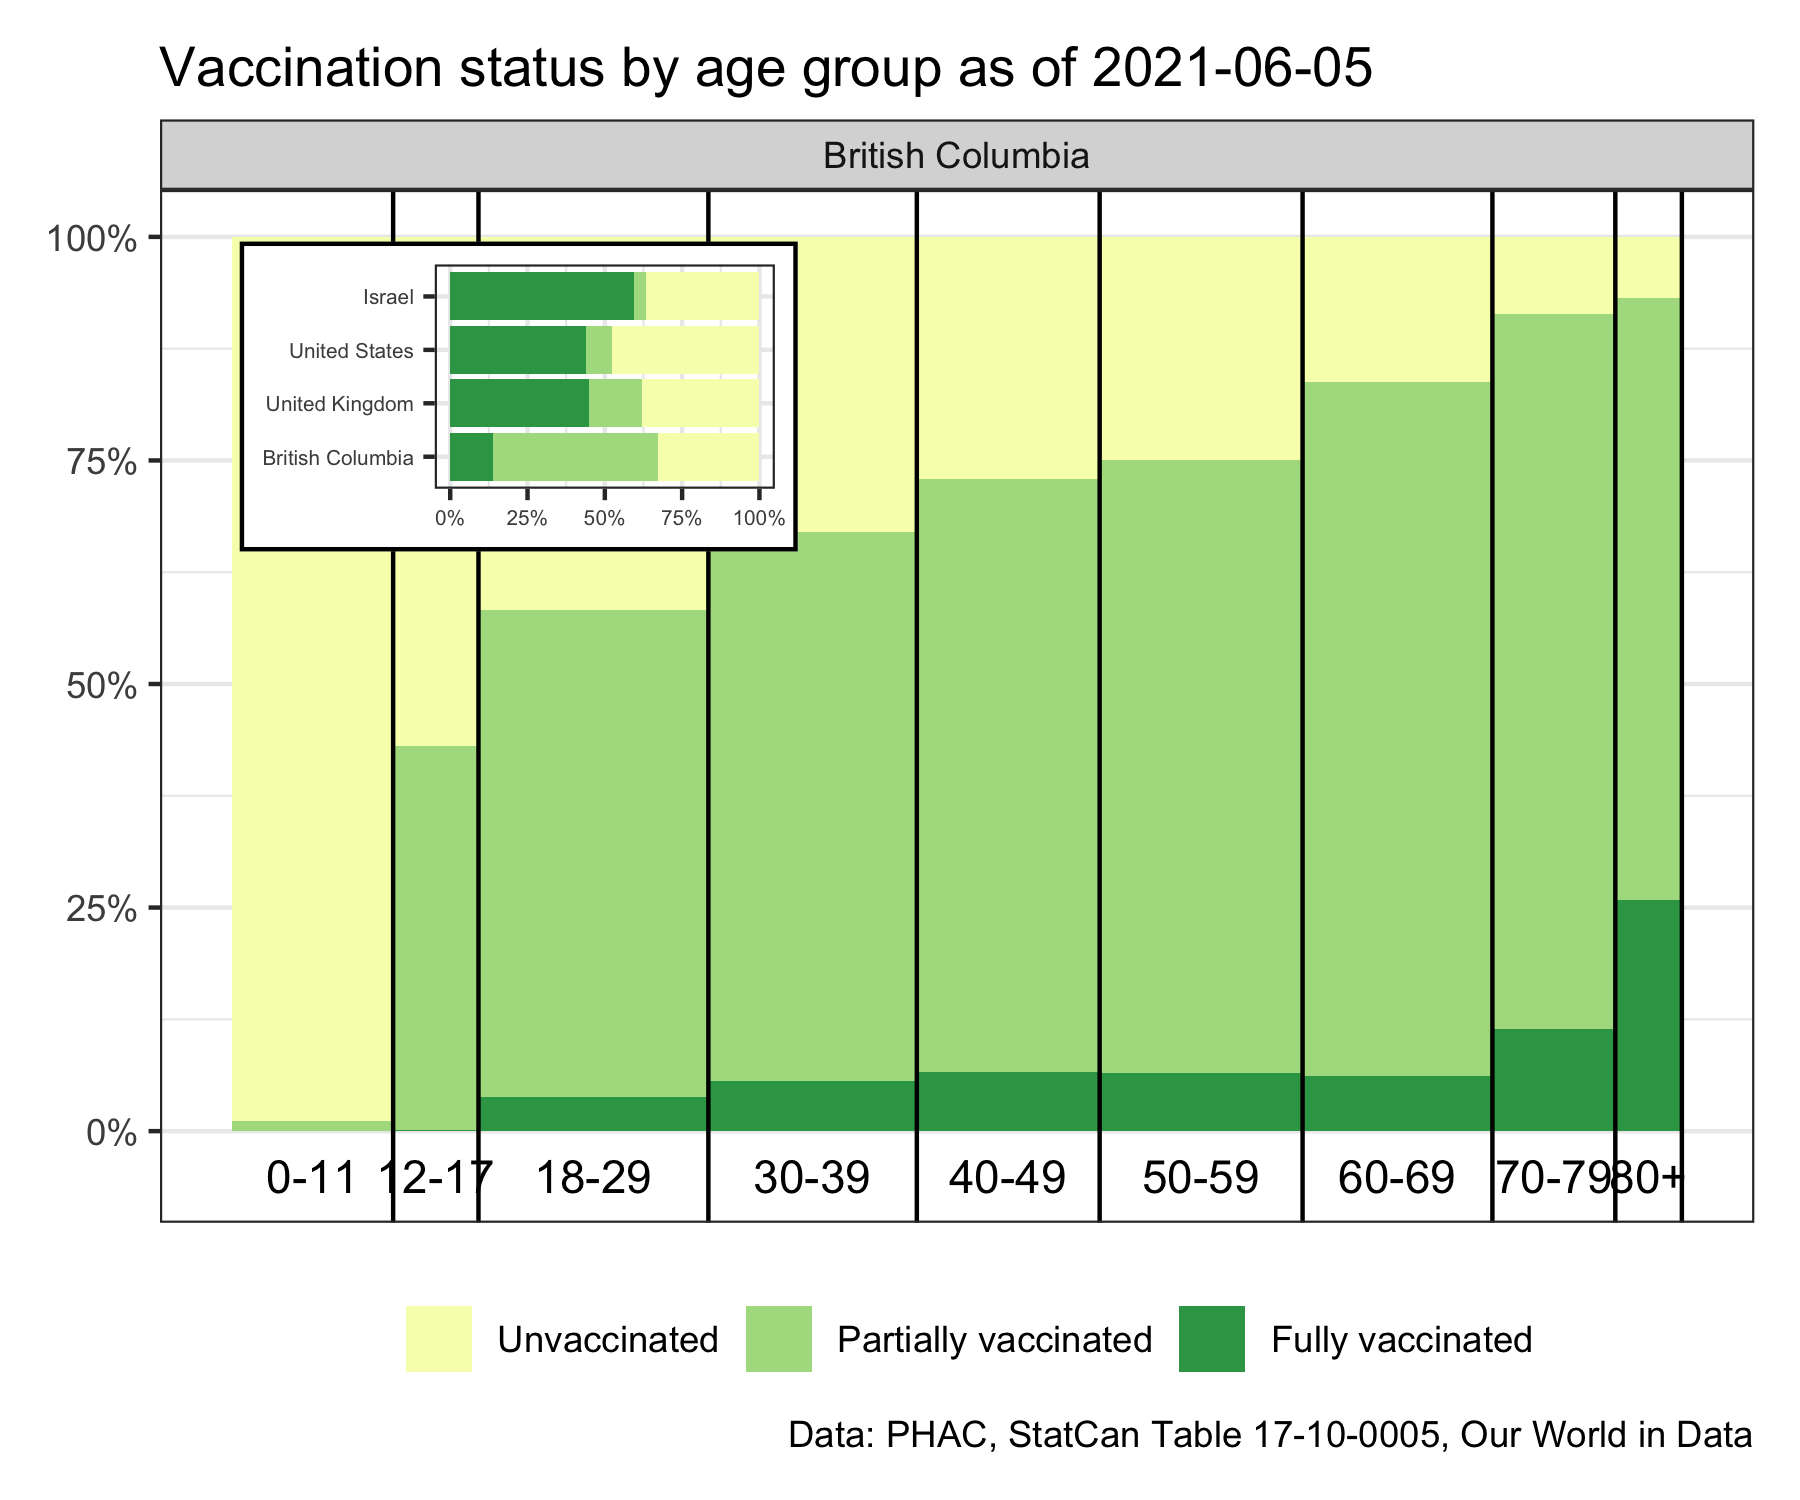 Vaccination status by age group as of 2021-06-05
British Columbia
100%
75%
50%
25%
0%
Israel
United States
United Kingdom
British Columbia
0% 25% 50% 75% 100%
0-11 12-17 18-29 30-39 40-49 50-59 60-69 70-79 80+
Unvaccinated Partially vaccinated Fully vaccinated
Data: PHAC, StatCan Table 17-10-0005, Our World in Data